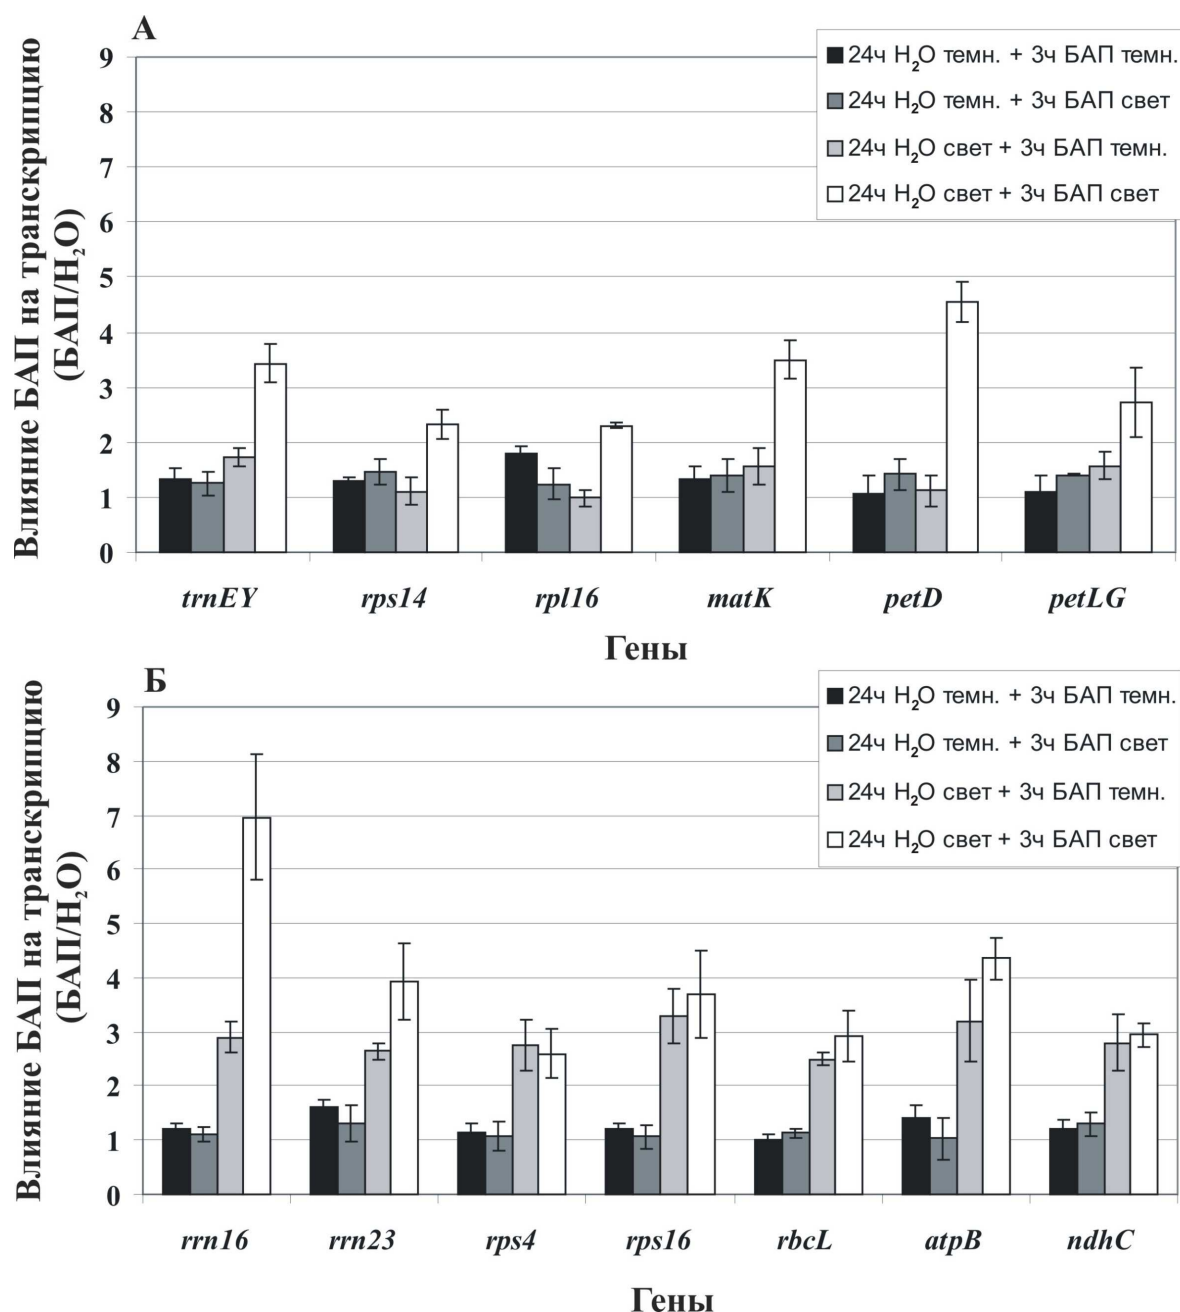 А
Влияние БАП на транскрипцию
(БАП/H₂O)
9
8
7
6
5
4
3
2
1
0
24ч H₂O темн. + 3ч БАП темн.
24ч H₂O темн. + 3ч БАП свет
24ч H₂O свет + 3ч БАП темн.
24ч H₂O свет + 3ч БАП свет
trnEY rps14 rpl16 matK petD petLG
Гены
Б
Влияние БАП на транскрипцию
(БАП/H₂O)
9
8
7
6
5
4
3
2
1
0
24ч H₂O темн. + 3ч БАП темн.
24ч H₂O темн. + 3ч БАП свет
24ч H₂O свет + 3ч БАП темн.
24ч H₂O свет + 3ч БАП свет
rrn16 rrn23 rps4 rps16 rbcL atpB ndhC
Гены